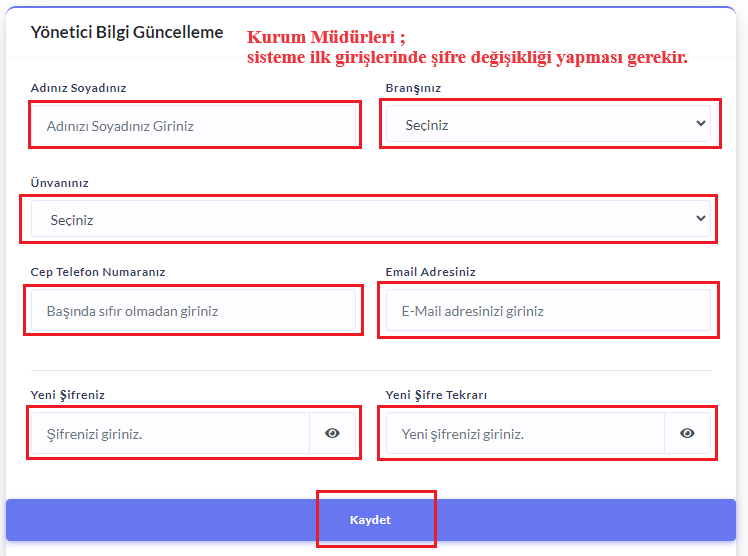 Yönetici Bilgi Güncelleme
Kurum Müdürleri ;
sisteme ilk girişlerinde şifre değişikliği yapması gerekir.
Adınız Soyadınız
Branşınız
Adınızı Soyadınız Giriniz
Seçiniz
Ünvanınız
Seçiniz
Cep Telefon Numaranız
Email Adresiniz
Başında sıfır olmadan giriniz
E-Mail adresinizi giriniz
Yeni Şifreniz
Yeni Şifre Tekrarı
Şifrenizi giriniz.
Yeni şifrenizi giriniz.
Kaydet